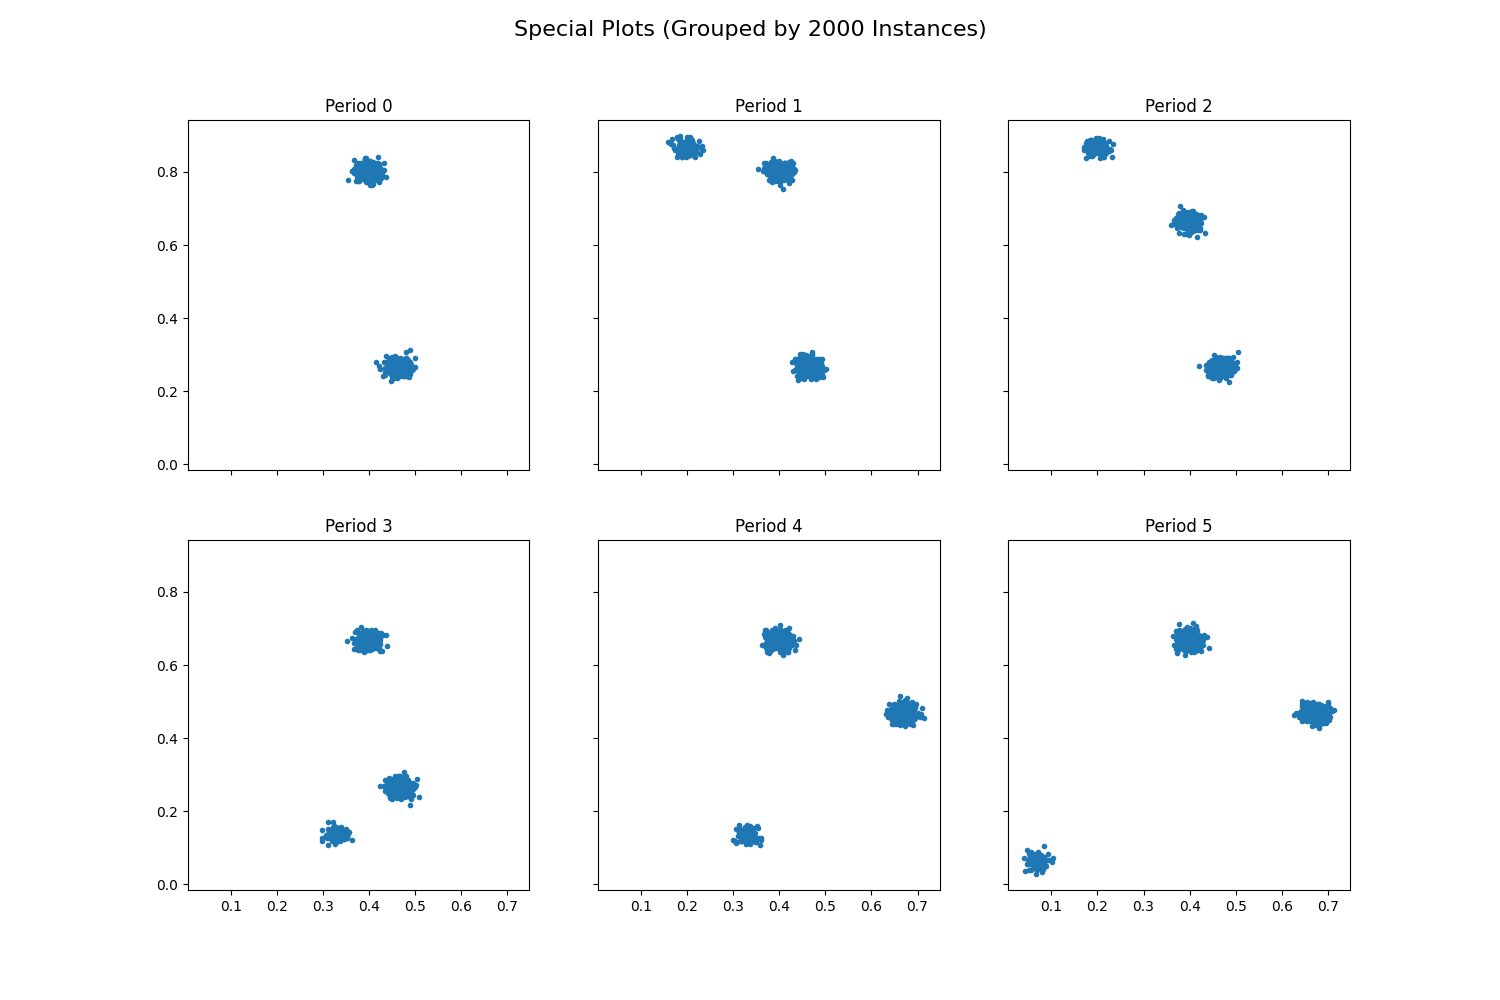 Special Plots (Grouped by 2000 Instances)
Period 0
Period 1
Period 2
0.8
0.6
0.4
0.2
0.0
Period 3
Period 4
Period 5
0.8
0.6
0.4
0.2
0.0
0.1 0.2 0.3 0.4 0.5 0.6 0.7
0.1 0.2 0.3 0.4 0.5 0.6 0.7
0.1 0.2 0.3 0.4 0.5 0.6 0.7